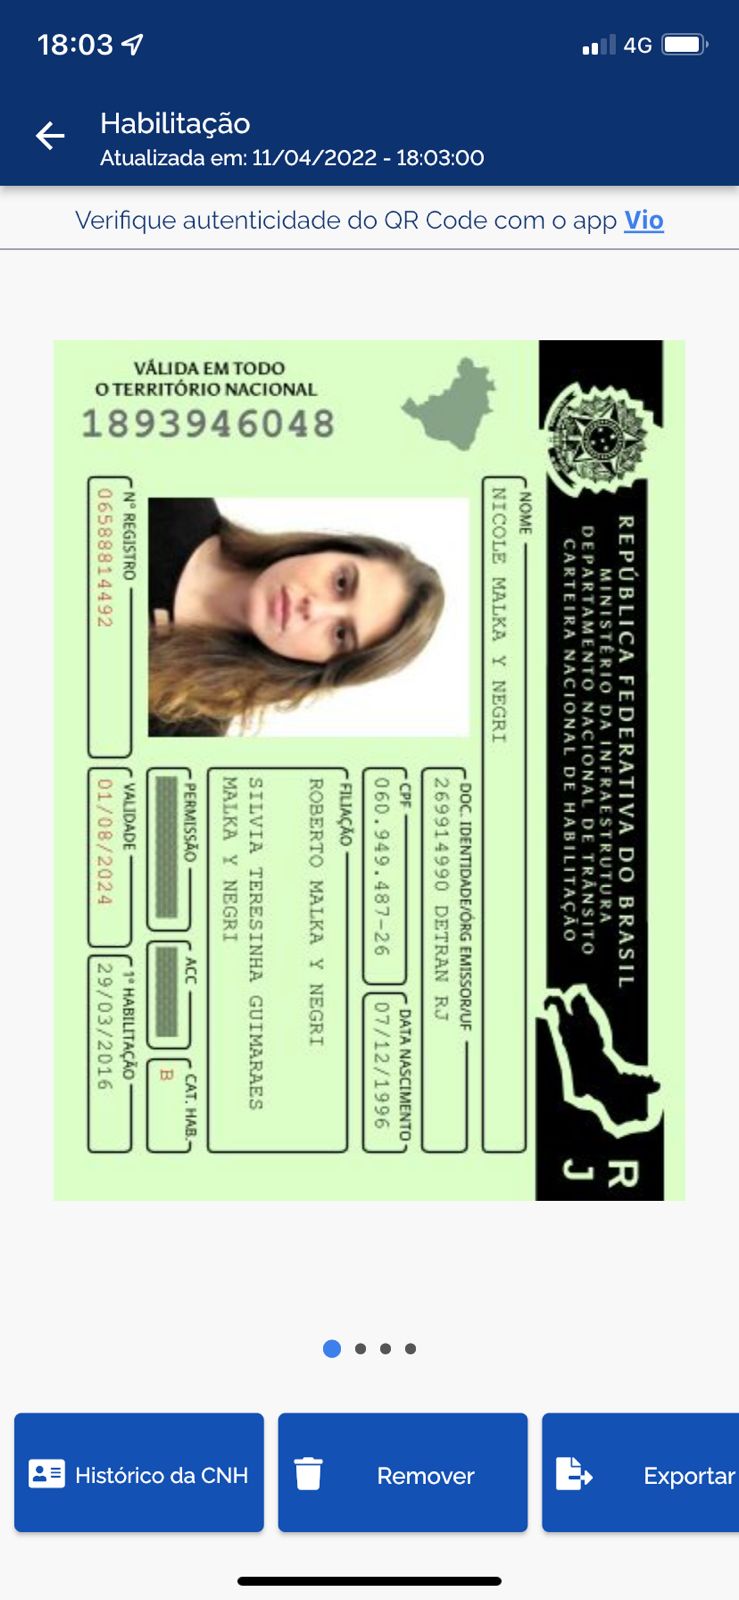 18:03
4G
Habilitação
Atualizada em: 11/04/2022 - 18:03:00
Verifique autenticidade do QR Code com o app Vio
VÁLIDA EM TODO
O TERRITÓRIO NACIONAL
1893946048
REPÚBLICA FEDERATIVA DO BRASIL
MINISTÉRIO DA INFRAESTRUTURA
DEPARTAMENTO NACIONAL DE TRÂNSITO
CARTEIRA NACIONAL DE HABILITAÇÃO
RJ
NOME
NICOLE MALKA Y NEGRI
DOC. IDENTIDADE/ÓRG EMISSOR/UF
269914990 DETRAN RJ
CPF
060.949.487-26
DATA NASCIMENTO
07/12/1996
FILIAÇÃO
ROBERTO MALKA Y NEGRI
SILVIA TERESINHA GUIMARAES
MALKA Y NEGRI
PERMISSÃO
ACC
CAT. HAB.
B
Nº REGISTRO
06588814492
VALIDADE
01/08/2024
1ª HABILITAÇÃO
29/03/2016
Histórico da CNH
Remover
Exportar